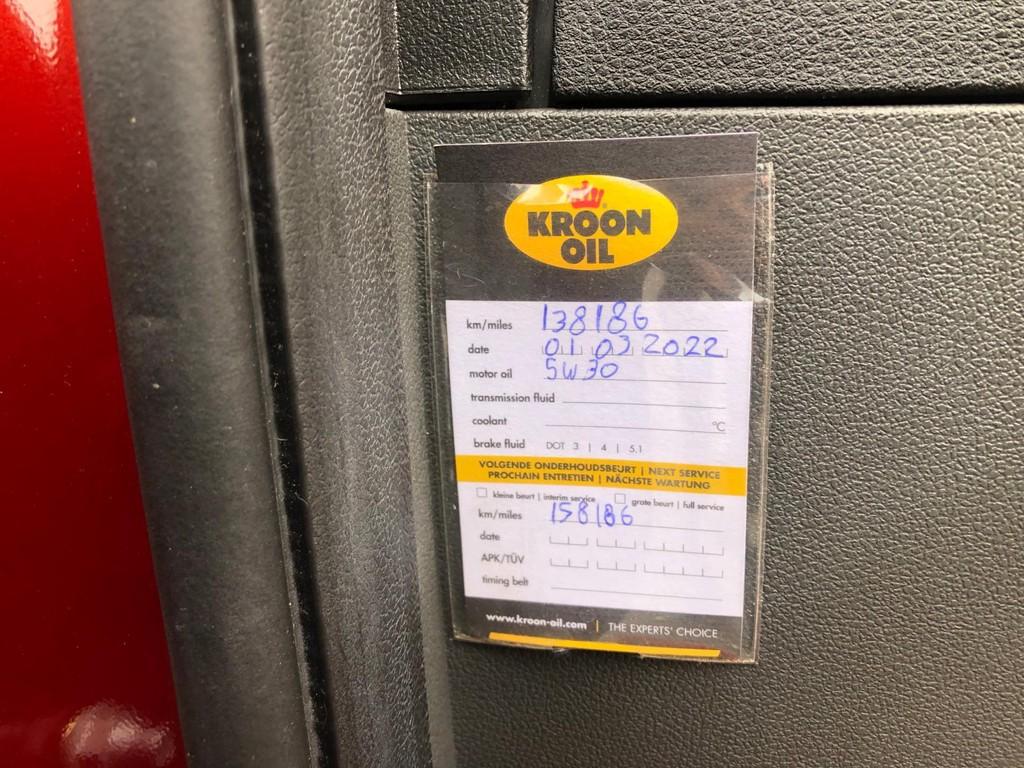 KROON
OIL
km/miles 138186
date 01 03 2022
motor oil 5W30
transmission fluid
coolant °C
brake fluid DOT 3 | 4 | 5.1
VOLGENDE ONDERHOUDSBEURT | NEXT SERVICE
PROCHAIN ENTRETIEN | NÄCHSTE WARTUNG
kleine beurt | interim service grote beurt | full service
km/miles 158186
date
APK/TÜV
timing belt
www.kroon-oil.com | THE EXPERTS' CHOICE